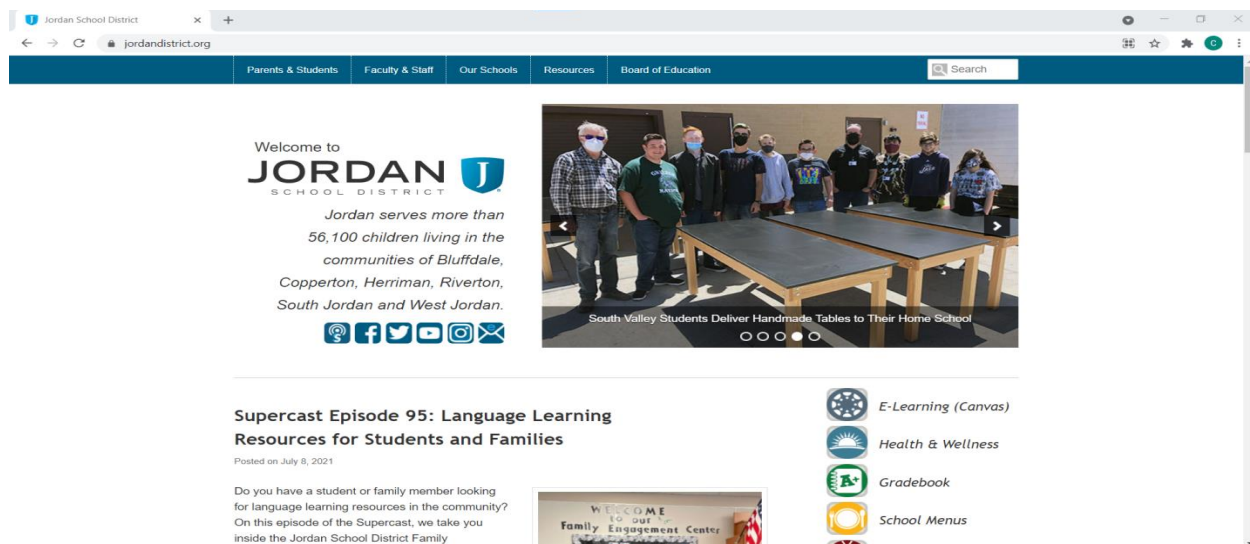 Jordan School District
jordandistrict.org
C
Parents & Students
Faculty & Staff
Our Schools
Resources
Board of Education
Search
Welcome to
JORDAN
SCHOOL DISTRICT
J
Jordan serves more than
56,100 children living in the
communities of Bluffdale,
Copperton, Herriman, Riverton,
South Jordan and West Jordan.
South Valley Students Deliver Handmade Tables to Their Home School
Supercast Episode 95: Language Learning
Resources for Students and Families
Posted on July 8, 2021
Do you have a student or family member looking
for language learning resources in the community?
On this episode of the Supercast, we take you
inside the Jordan School District Family
WELCOME
to our
Family Engagement Center
E-Learning (Canvas)
Health & Wellness
A+
Gradebook
School Menus